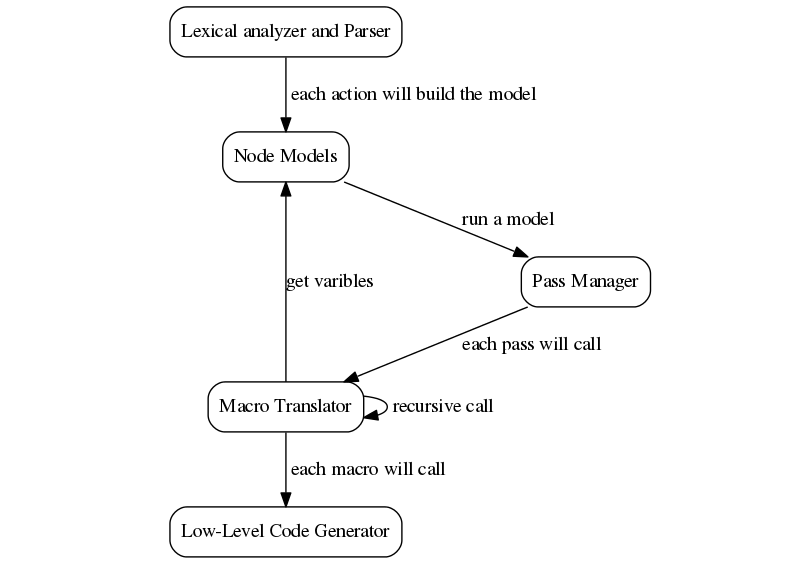 Lexical analyzer and Parser
each action will build the model
Node Models
run a model
get varibles
Pass Manager
each pass will call
Macro Translator
recursive call
each macro will call
Low-Level Code Generator